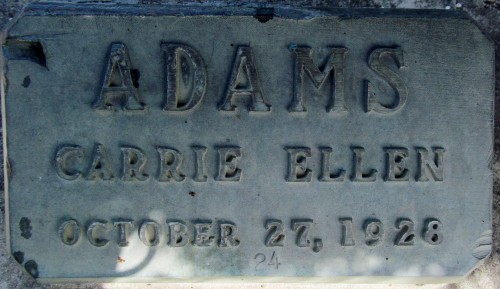 ADAMS
CARRIE ELLEN
OCTOBER 27, 1928
24